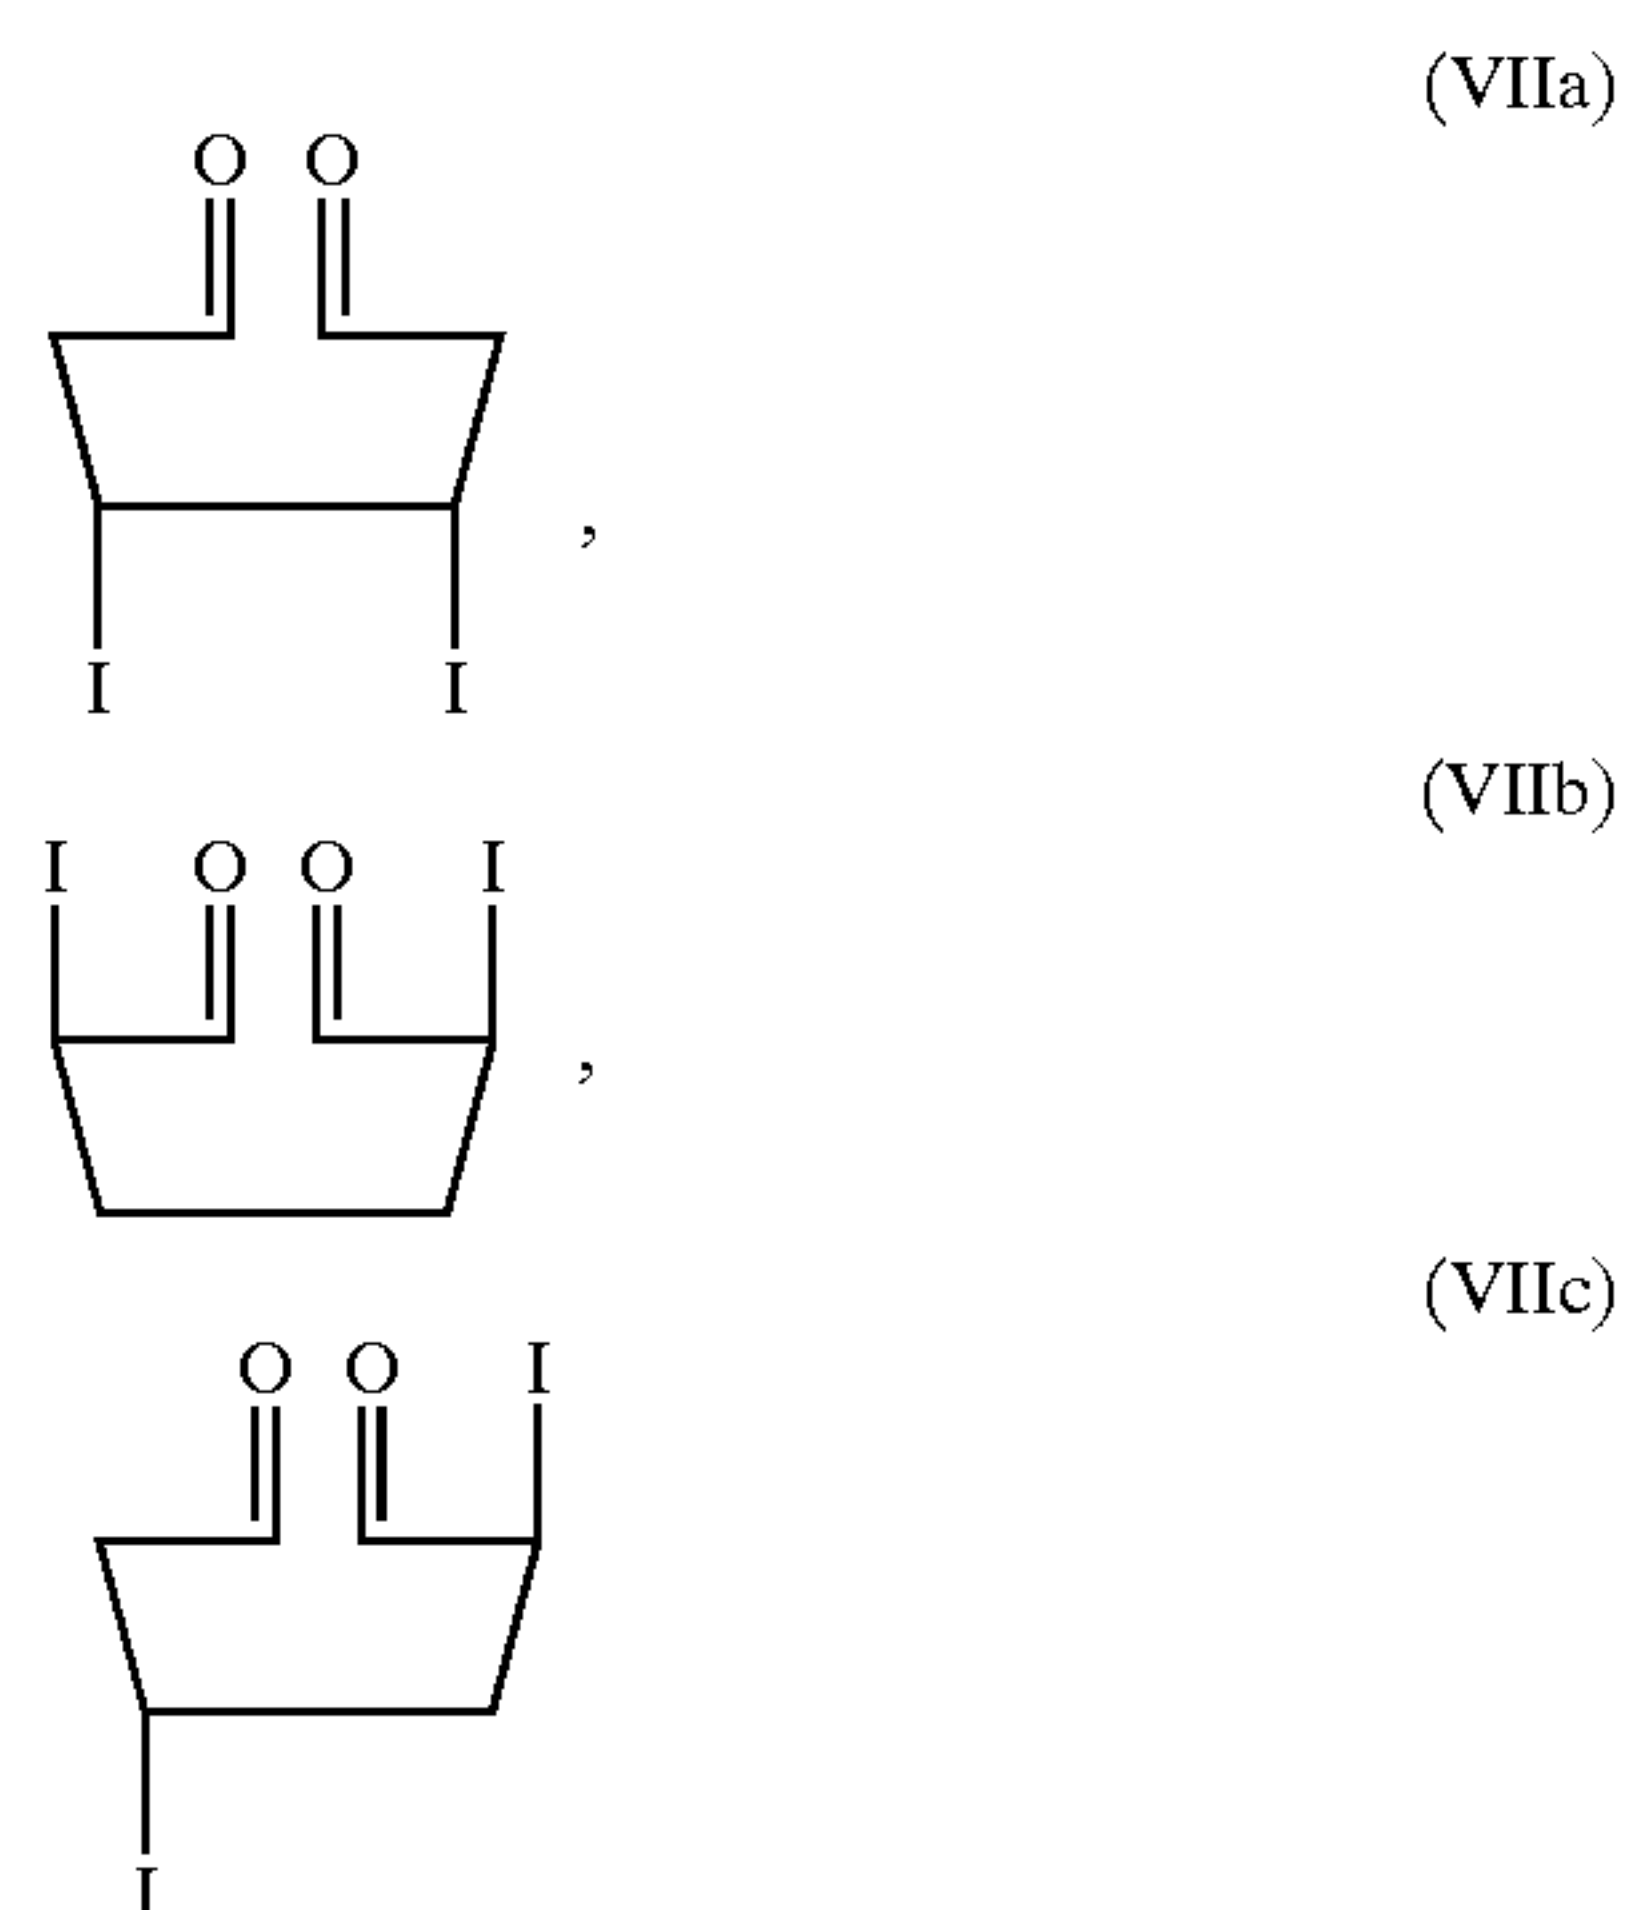 (VIIa)
O O
,
I I
(VIIb)
I O O I
,
(VIIc)
O O I
I